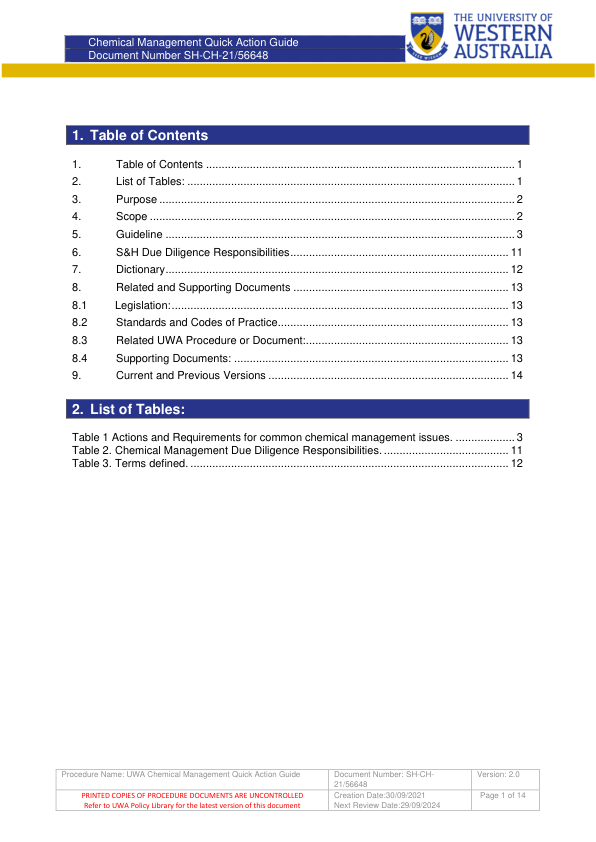 Chemical Management Quick Action Guide
Document Number SH-CH-21/56648
THE UNIVERSITY OF
WESTERN
AUSTRALIA
1. Table of Contents
1. Table of Contents ........................................................................................................ 1
2. List of Tables: .............................................................................................................. 1
3. Purpose ........................................................................................................................ 2
4. Scope ........................................................................................................................... 2
5. Guideline ...................................................................................................................... 3
6. S&H Due Diligence Responsibilities.......................................................................... 11
7. Dictionary.................................................................................................................... 12
8. Related and Supporting Documents ......................................................................... 13
8.1 Legislation:.................................................................................................................. 13
8.2 Standards and Codes of Practice.............................................................................. 13
8.3 Related UWA Procedure or Document:..................................................................... 13
8.4 Supporting Documents: ............................................................................................. 13
9. Current and Previous Versions ................................................................................. 14
2. List of Tables:
Table 1 Actions and Requirements for common chemical management issues. .................... 3
Table 2. Chemical Management Due Diligence Responsibilities. .......................................... 11
Table 3. Terms defined. ........................................................................................................... 12
Procedure Name: UWA Chemical Management Quick Action Guide
Document Number: SH-CH-
21/56648
Version: 2.0
PRINTED COPIES OF PROCEDURE DOCUMENTS ARE UNCONTROLLED
Refer to UWA Policy Library for the latest version of this document
Creation Date:30/09/2021
Next Review Date:29/09/2024
Page 1 of 14